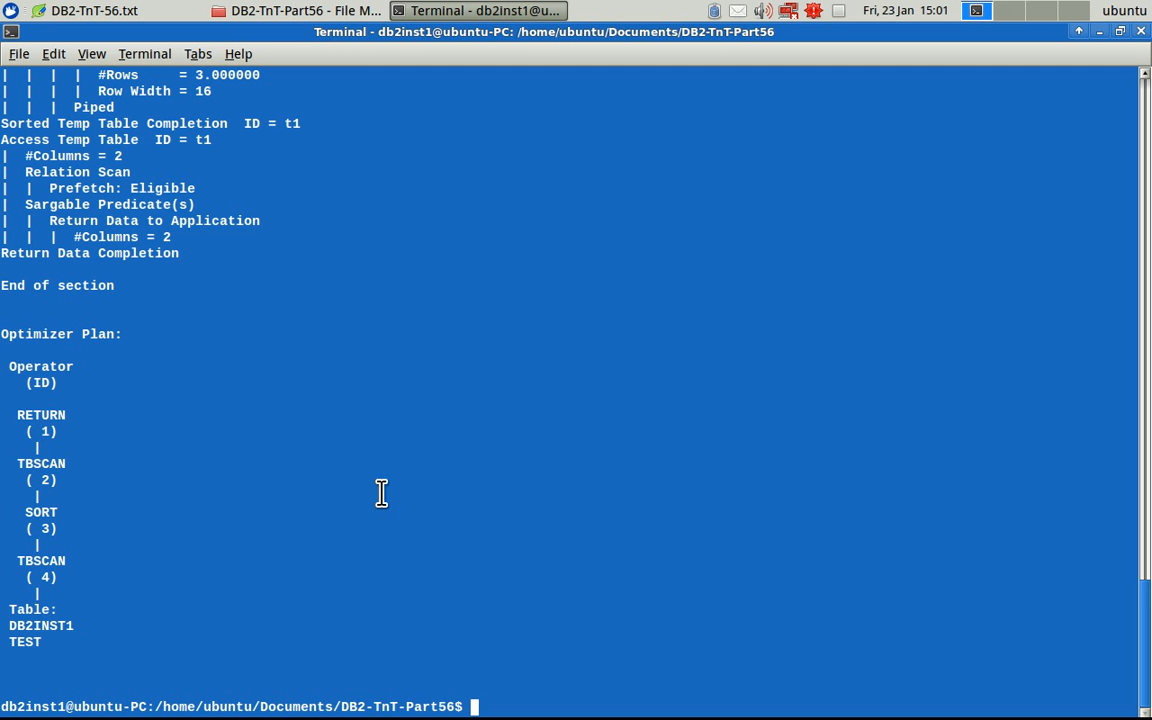 DB2-TnT-56.txt
DB2-TnT-Part56 - File M...
Terminal - db2inst1@u...
Fri, 23 Jan 15:01
ubuntu
Terminal - db2inst1@ubuntu-PC: /home/ubuntu/Documents/DB2-TnT-Part56
File Edit View Terminal Tabs Help
| | | | #Rows = 3.000000
| | | | Row Width = 16
| | | Piped
Sorted Temp Table Completion ID = t1
Access Temp Table ID = t1
| #Columns = 2
| Relation Scan
| | Prefetch: Eligible
| Sargable Predicate(s)
| | Return Data to Application
| | | #Columns = 2
Return Data Completion
End of section
Optimizer Plan:
Operator
(ID)
RETURN
( 1)
|
TBSCAN
( 2)
|
SORT
( 3)
|
TBSCAN
( 4)
|
Table:
DB2INST1
TEST
db2inst1@ubuntu-PC:/home/ubuntu/Documents/DB2-TnT-Part56$